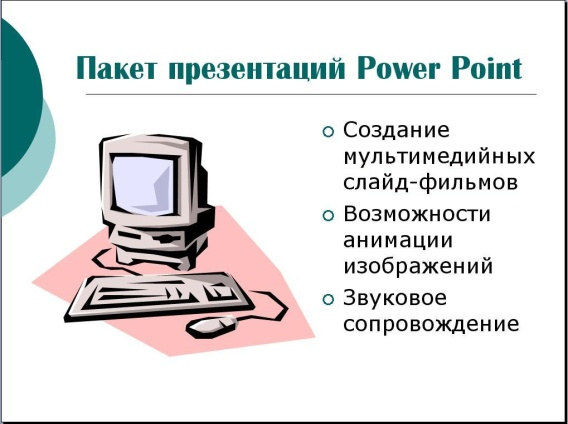 Пакет презентаций Power Point
Создание
мультимедийных
слайд-фильмов
Возможности
анимации
изображений
Звуковое
сопровождение